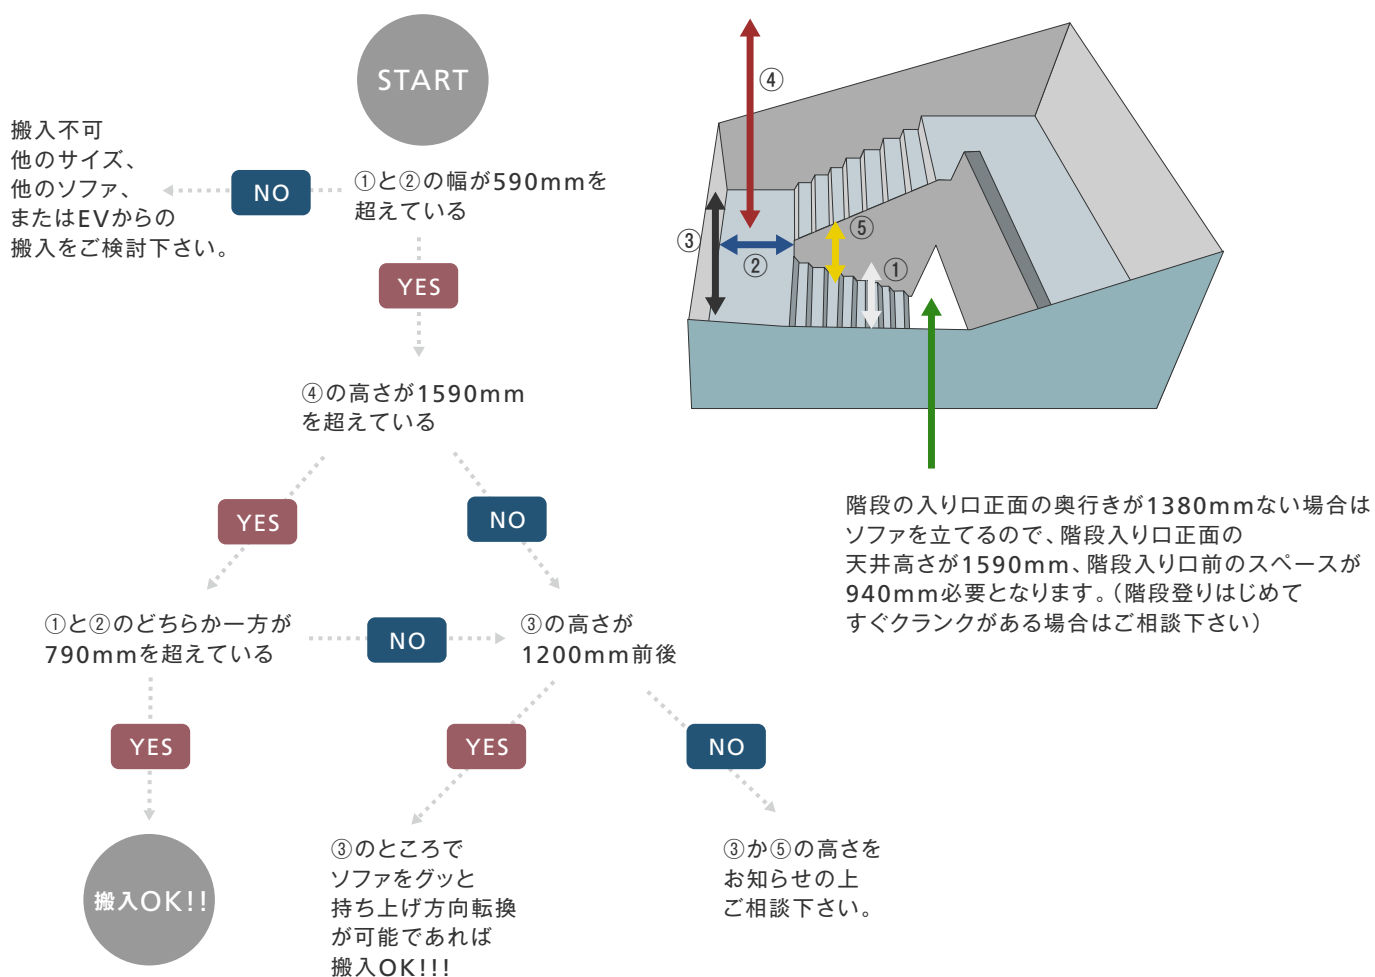 START
搬入不可
他のサイズ、
他のソファ、
またはEVからの
搬入をご検討下さい。
NO
①と②の幅が590mmを
超えている
YES
④の高さが1590mm
を超えている
YES
NO
①と②のどちらか一方が
790mmを超えている
NO
③の高さが
1200mm前後
YES
YES
NO
搬入OK!!
③のところで
ソファをグッと
持ち上げ方向転換
が可能であれば
搬入OK!!!
③か⑤の高さを
お知らせの上
ご相談下さい。
④
③
②
⑤
①
階段の入り口正面の奥行きが1380mmない場合は
ソファを立てるので、階段入り口正面の
天井高さが1590mm、階段入り口前のスペースが
940mm必要となります。（階段登りはじめて
すぐクランクがある場合はご相談下さい）